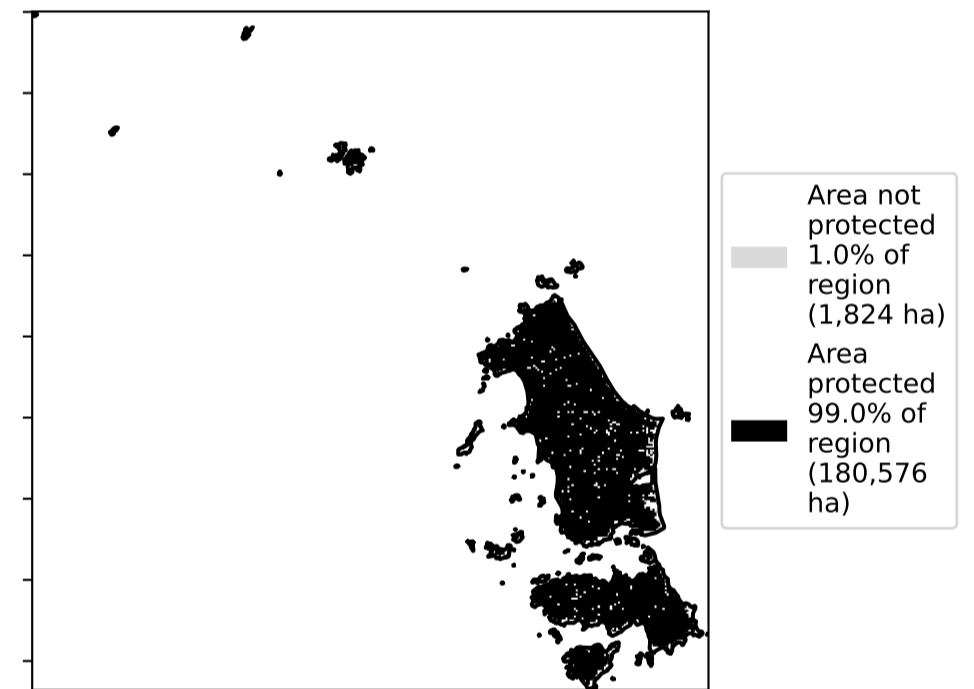 Area not
protected
1.0% of
region
(1,824 ha)
Area
protected
99.0% of
region
(180,576
ha)